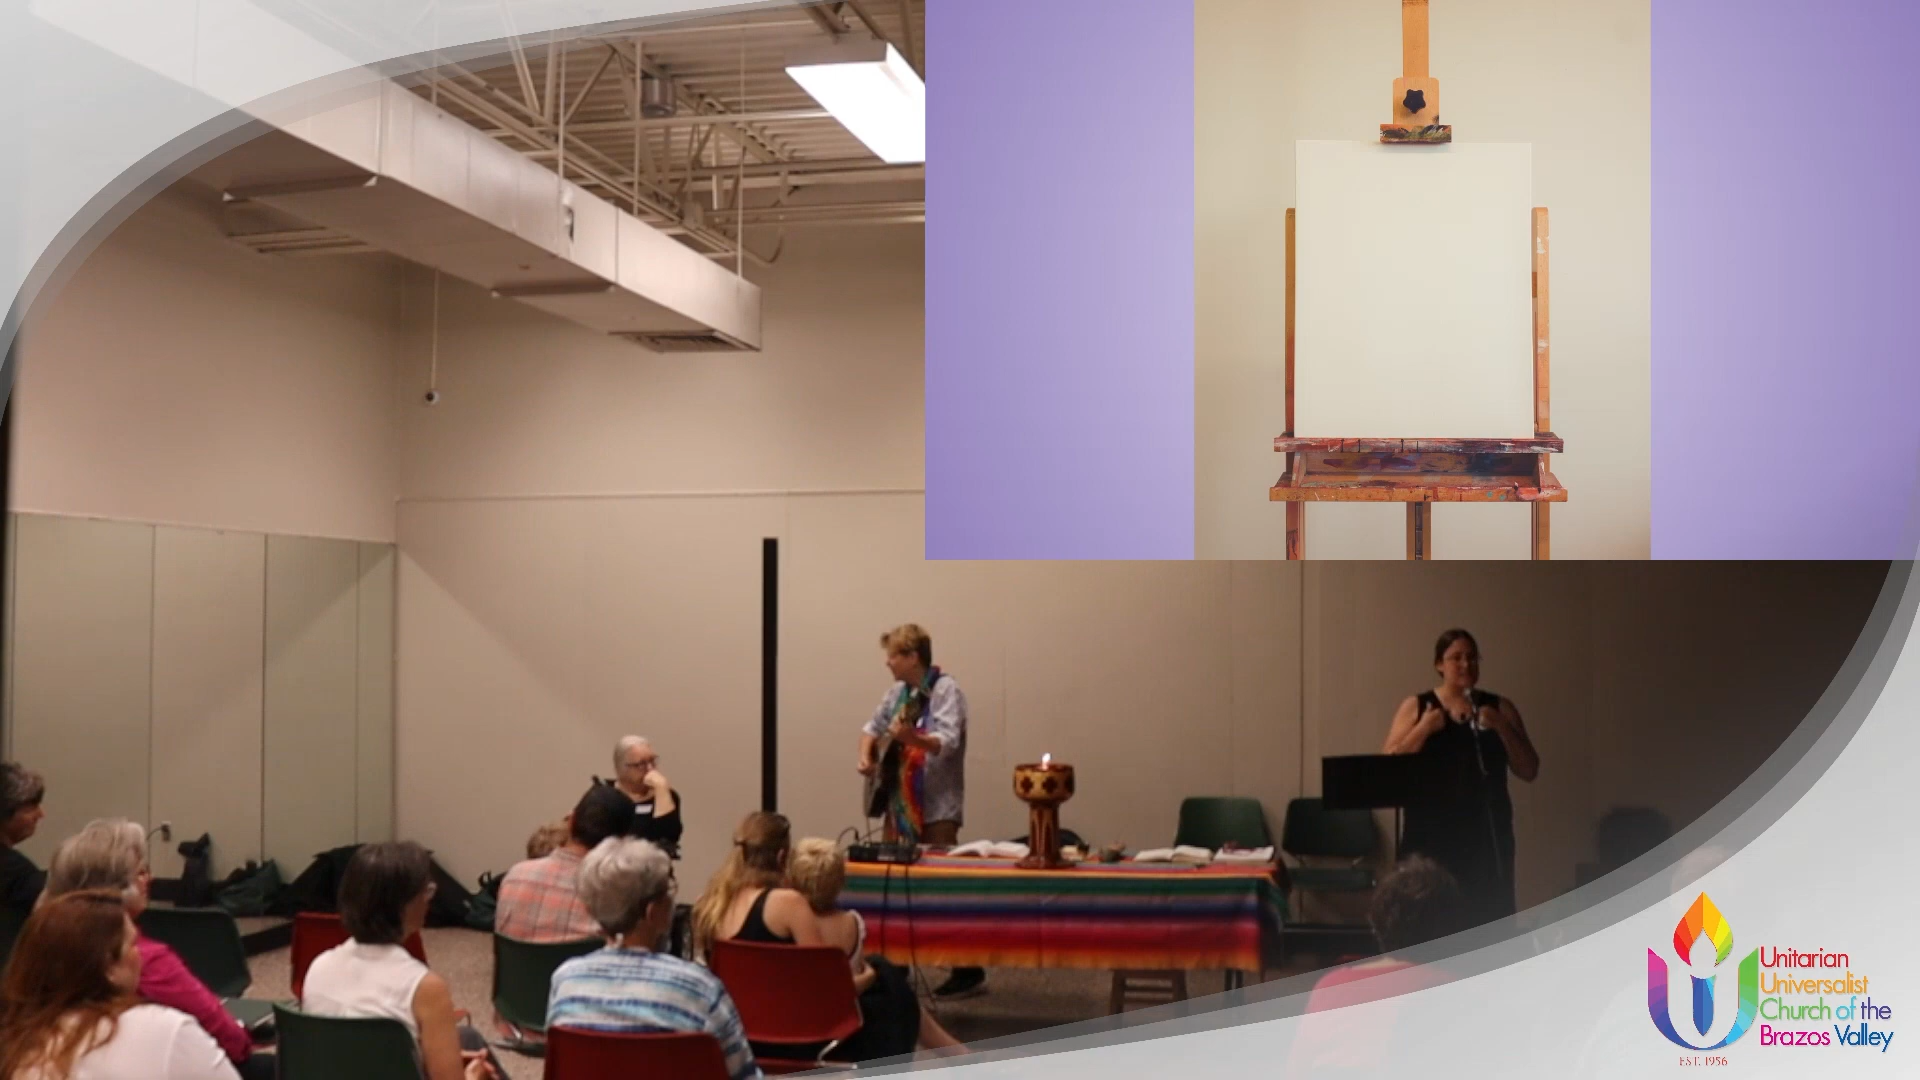 Unitarian
Universalist
Church of the
Brazos Valley
EST. 1956